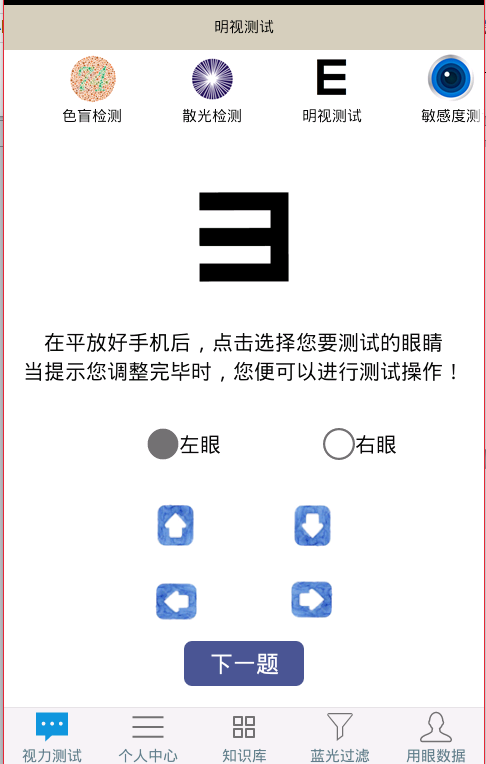 明视测试
色盲检测
散光检测
E
明视测试
敏感度测
在平放好手机后，点击选择您要测试的眼睛
当提示您调整完毕时，您便可以进行测试操作！
左眼
右眼
下一题
视力测试
个人中心
知识库
蓝光过滤
用眼数据